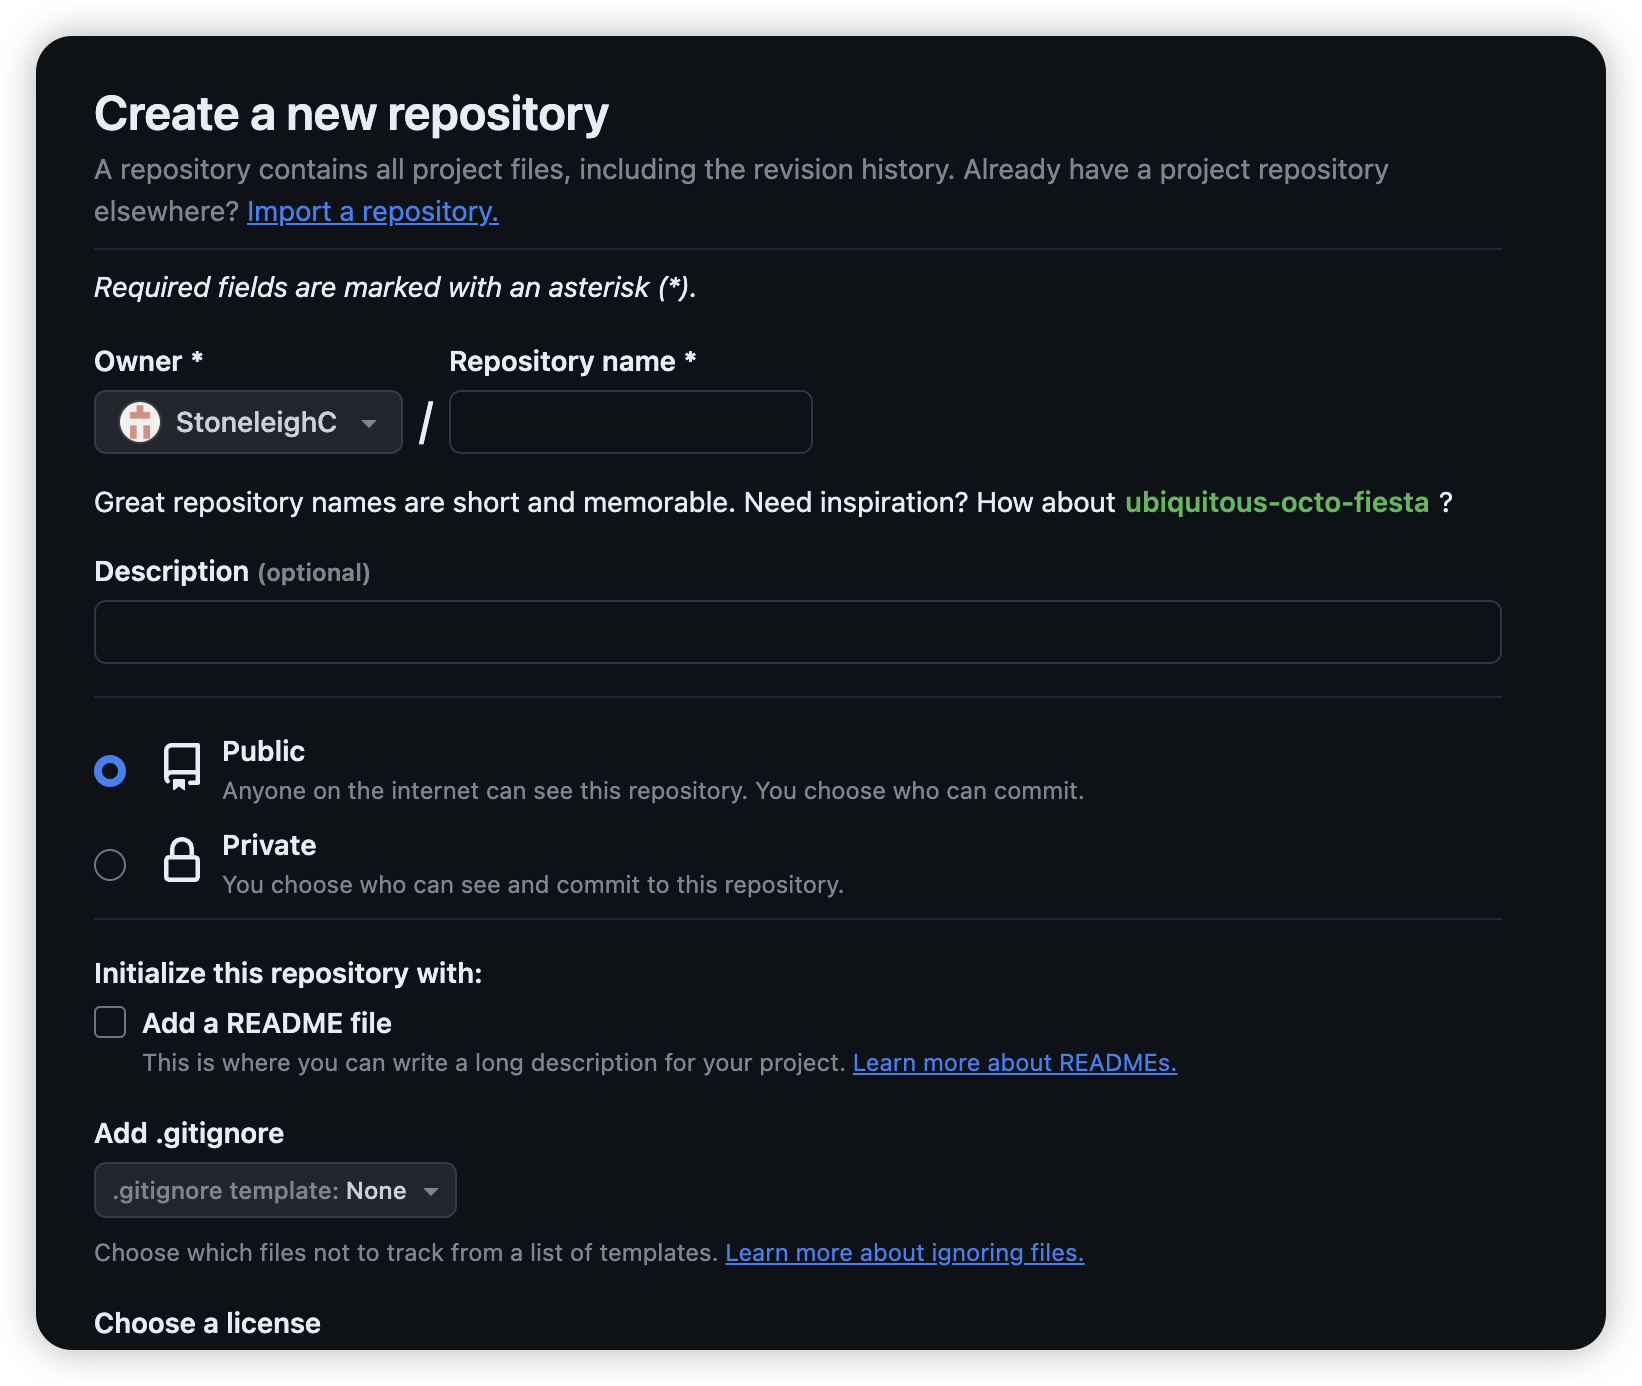 Create a new repository
A repository contains all project files, including the revision history. Already have a project repository
elsewhere? Import a repository.
Required fields are marked with an asterisk (*).
Owner *
Repository name *
StoneleighC
/
Great repository names are short and memorable. Need inspiration? How about ubiquitous-octo-fiesta ?
Description (optional)
Public
Anyone on the internet can see this repository. You choose who can commit.
Private
You choose who can see and commit to this repository.
Initialize this repository with:
Add a README file
This is where you can write a long description for your project. Learn more about READMEs.
Add .gitignore
.gitignore template: None
Choose which files not to track from a list of templates. Learn more about ignoring files.
Choose a license